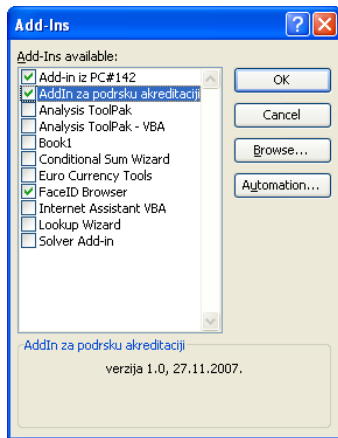 Add-Ins
Add-Ins available:
Add-in iz PC#142
AddIn za podrsku akreditaciji
Analysis ToolPak
Analysis ToolPak - VBA
Book1
Conditional Sum Wizard
Euro Currency Tools
FaceID Browser
Internet Assistant VBA
Lookup Wizard
Solver Add-in
OK
Cancel
Browse...
Automation...
AddIn za podrsku akreditaciji
verzija 1.0, 27.11.2007.